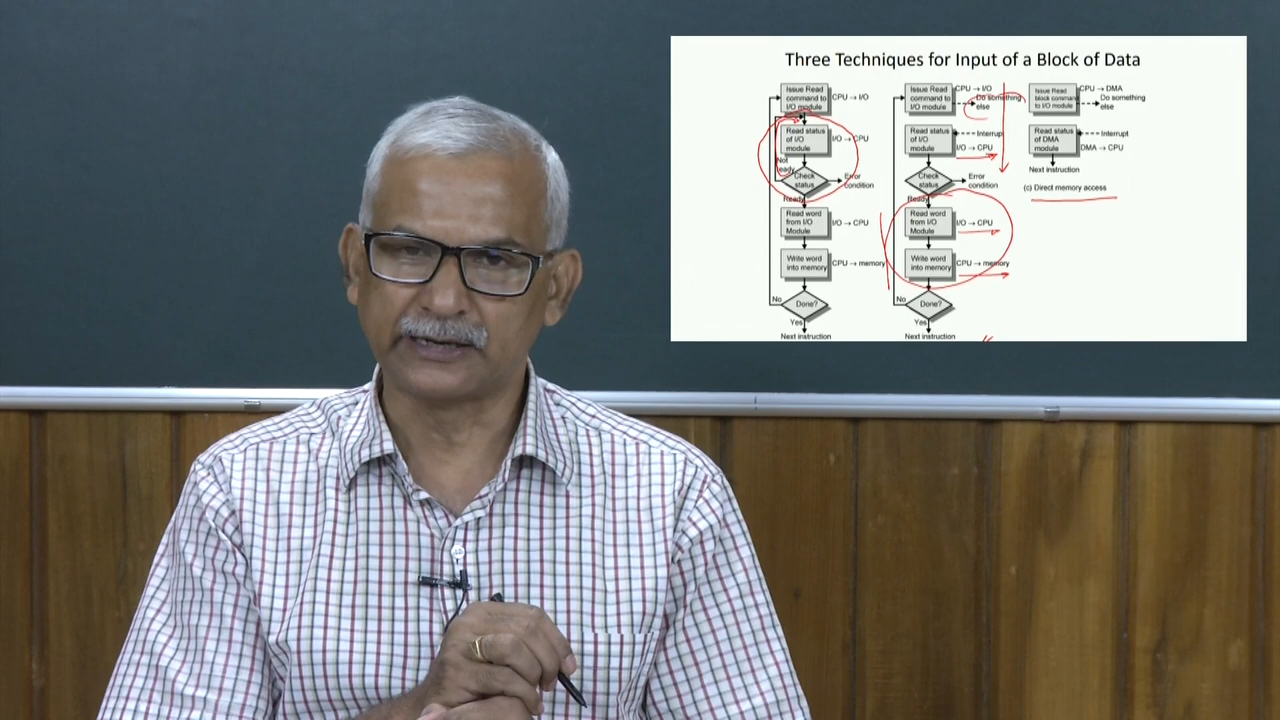 Three Techniques for Input of a Block of Data
Issue Read
command to
I/O module
CPU → I/O
Read status
of I/O
module
I/O → CPU
Not
ready
Check
status
Error
condition
Ready
Read word
from I/O
Module
I/O → CPU
Write word
into memory
CPU → memory
No
Done?
Yes
Next instruction
Issue Read
command to
I/O module
CPU → I/O
Do something
else
Read status
of I/O
module
Interrupt
I/O → CPU
Check
status
Error
condition
Ready
Read word
from I/O
Module
I/O → CPU
Write word
into memory
CPU → memory
No
Done?
Yes
Next instruction
Issue Read
block command
to I/O module
CPU → DMA
Do something
else
Read status
of DMA
module
Interrupt
DMA → CPU
Next instruction
(c) Direct memory access